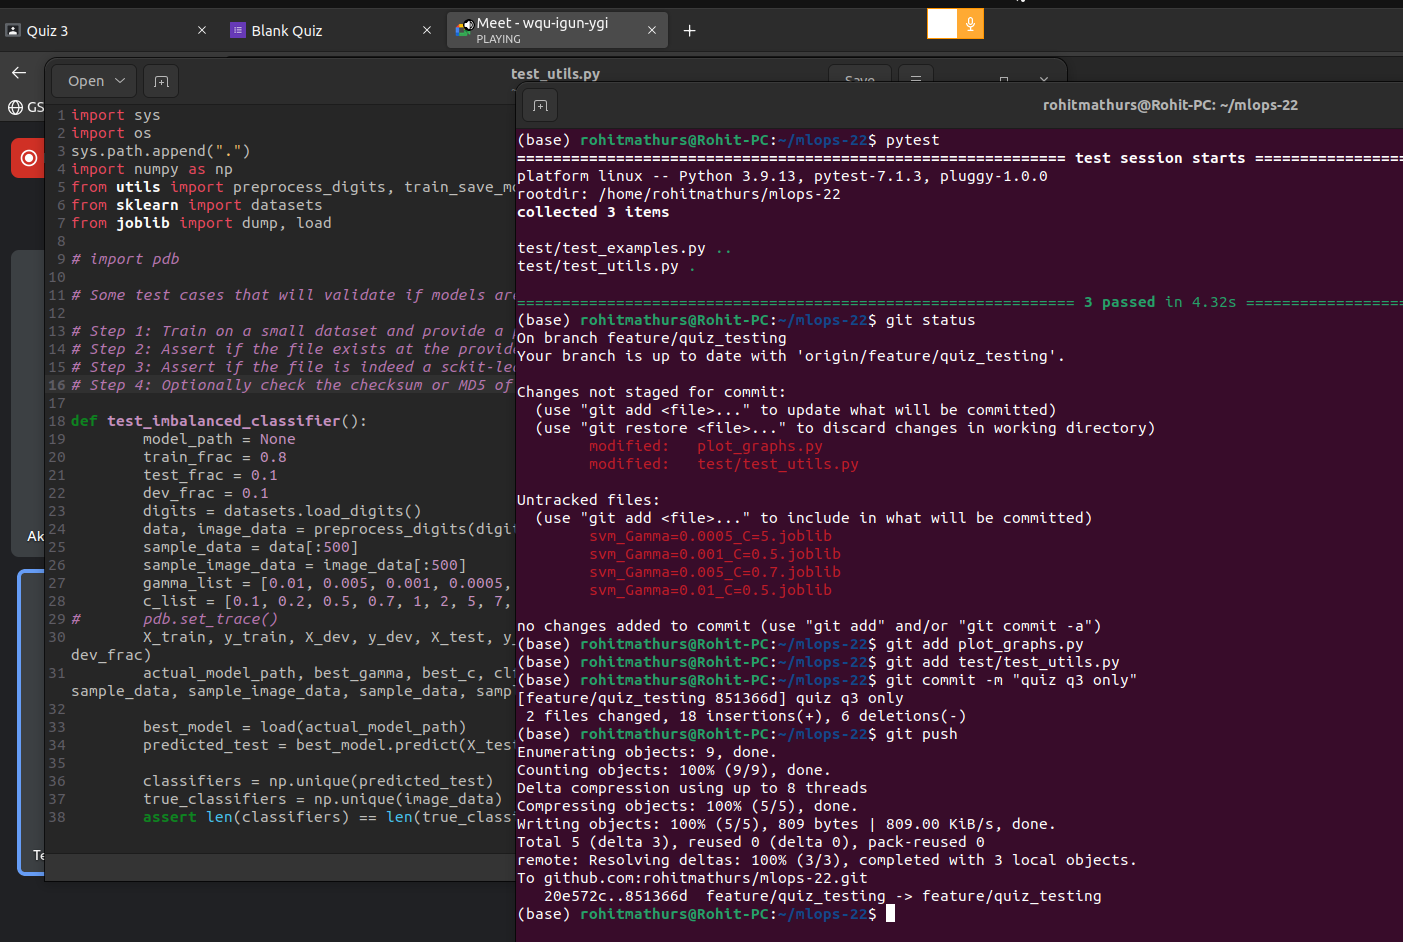 Quiz 3
Blank Quiz
Meet - wqu-igun-ygi
PLAYING
GS
Open
test_utils.py
Save
1 import sys
2 import os
3 sys.path.append(".")
4 import numpy as np
5 from utils import preprocess_digits, train_save_mo
6 from sklearn import datasets
7 from joblib import dump, load
8
9 # import pdb
10
11 # Some test cases that will validate if models are
12
13 # Step 1: Train on a small dataset and provide a p
14 # Step 2: Assert if the file exists at the provide
15 # Step 3: Assert if the file is indeed a sckit-lea
16 # Step 4: Optionally check the checksum or MD5 of
17
18 def test_imbalanced_classifier():
19 model_path = None
20 train_frac = 0.8
21 test_frac = 0.1
22 dev_frac = 0.1
23 digits = datasets.load_digits()
24 data, image_data = preprocess_digits(digit
25 sample_data = data[:500]
26 sample_image_data = image_data[:500]
27 gamma_list = [0.01, 0.005, 0.001, 0.0005,
28 c_list = [0.1, 0.2, 0.5, 0.7, 1, 2, 5, 7,
29 # pdb.set_trace()
30 X_train, y_train, X_dev, y_dev, X_test, y_
dev_frac)
31 actual_model_path, best_gamma, best_c, clf
sample_data, sample_image_data, sample_data, samp
32
33 best_model = load(actual_model_path)
34 predicted_test = best_model.predict(X_test
35
36 classifiers = np.unique(predicted_test)
37 true_classifiers = np.unique(image_data)
38 assert len(classifiers) == len(true_classi
Ak
Te
rohitmathurs@Rohit-PC: ~/mlops-22
(base) rohitmathurs@Rohit-PC:~/mlops-22$ pytest
============================================================= test session starts =================
platform linux -- Python 3.9.13, pytest-7.1.3, pluggy-1.0.0
rootdir: /home/rohitmathurs/mlops-22
collected 3 items
test/test_examples.py ..
test/test_utils.py .
============================================================== 3 passed in 4.32s ==================
(base) rohitmathurs@Rohit-PC:~/mlops-22$ git status
On branch feature/quiz_testing
Your branch is up to date with 'origin/feature/quiz_testing'.
Changes not staged for commit:
(use "git add <file>..." to update what will be committed)
(use "git restore <file>..." to discard changes in working directory)
modified: plot_graphs.py
modified: test/test_utils.py
Untracked files:
(use "git add <file>..." to include in what will be committed)
svm_Gamma=0.0005_C=5.joblib
svm_Gamma=0.001_C=0.5.joblib
svm_Gamma=0.005_C=0.7.joblib
svm_Gamma=0.01_C=0.5.joblib
no changes added to commit (use "git add" and/or "git commit -a")
(base) rohitmathurs@Rohit-PC:~/mlops-22$ git add plot_graphs.py
(base) rohitmathurs@Rohit-PC:~/mlops-22$ git add test/test_utils.py
(base) rohitmathurs@Rohit-PC:~/mlops-22$ git commit -m "quiz q3 only"
[feature/quiz_testing 851366d] quiz q3 only
2 files changed, 18 insertions(+), 6 deletions(-)
(base) rohitmathurs@Rohit-PC:~/mlops-22$ git push
Enumerating objects: 9, done.
Counting objects: 100% (9/9), done.
Delta compression using up to 8 threads
Compressing objects: 100% (5/5), done.
Writing objects: 100% (5/5), 809 bytes | 809.00 KiB/s, done.
Total 5 (delta 3), reused 0 (delta 0), pack-reused 0
remote: Resolving deltas: 100% (3/3), completed with 3 local objects.
To github.com:rohitmathurs/mlops-22.git
20e572c..851366d feature/quiz_testing -> feature/quiz_testing
(base) rohitmathurs@Rohit-PC:~/mlops-22$